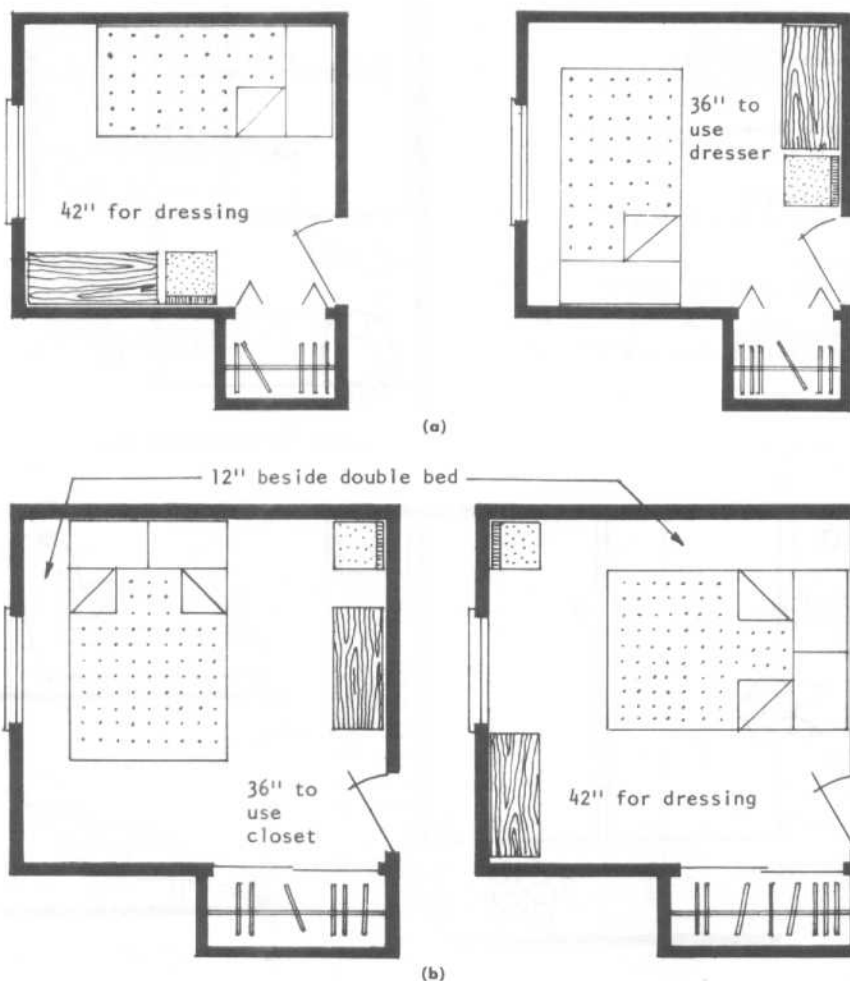 42" for dressing
36" to
use
dresser
(a)
12" beside double bed
36" to
use
closet
42" for dressing
(b)